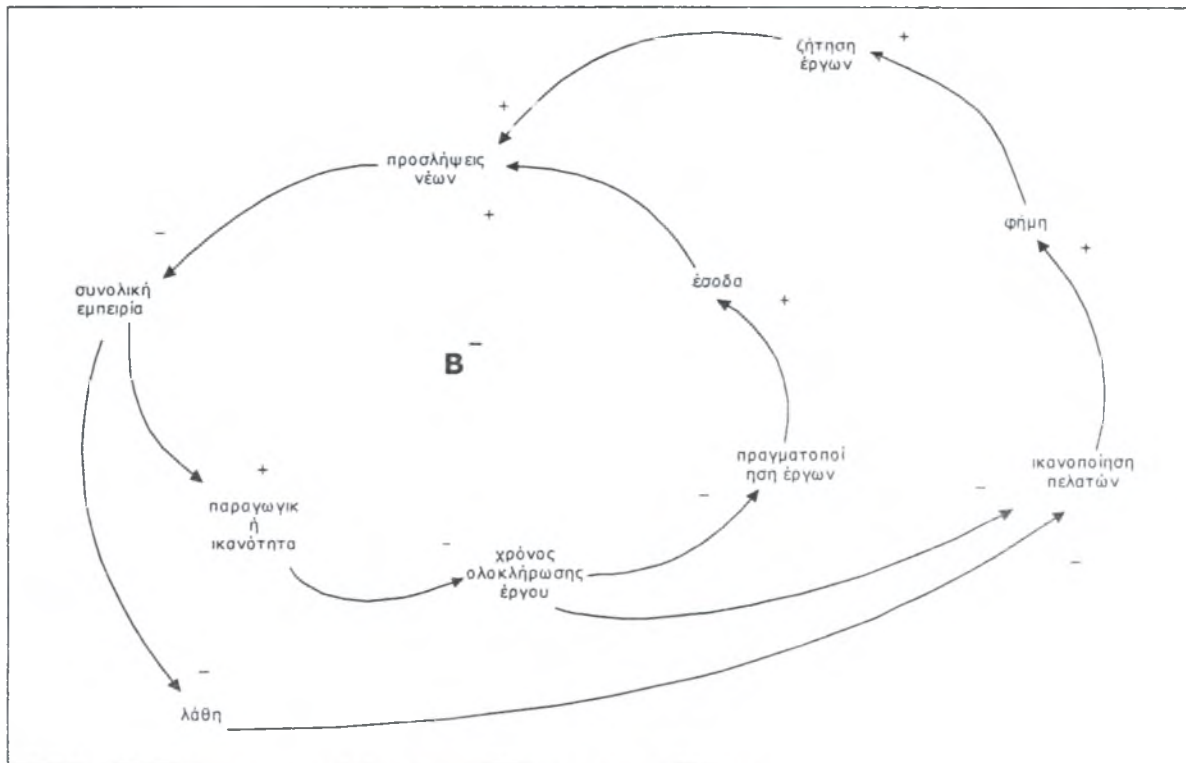 ζήτηση
έργων
+
+
προσλήψεις
νέων
+
φήμη
+
−
συνολική
εμπειρία
έσοδα
+
Β −
+
παραγωγικ
ή
ικανότητα
πραγματοποί
ηση έργων
−
ικανοποίηση
πελατών
−
−
χρόνος
ολοκλήρωσης
έργου
−
−
λάθη